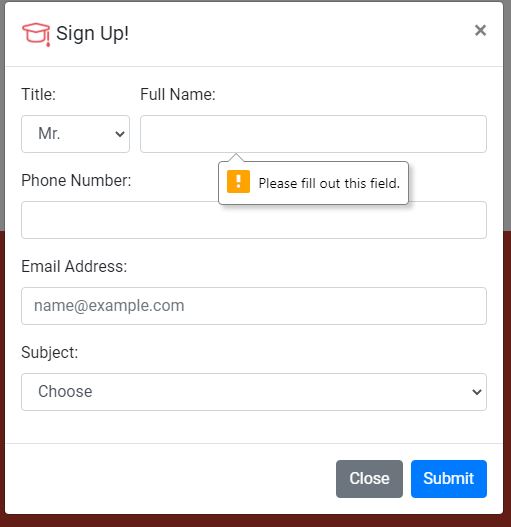 Sign Up! ×
Title: Full Name:
Mr.
! Please fill out this field.
Phone Number:
Email Address:
name@example.com
Subject:
Choose
Close Submit